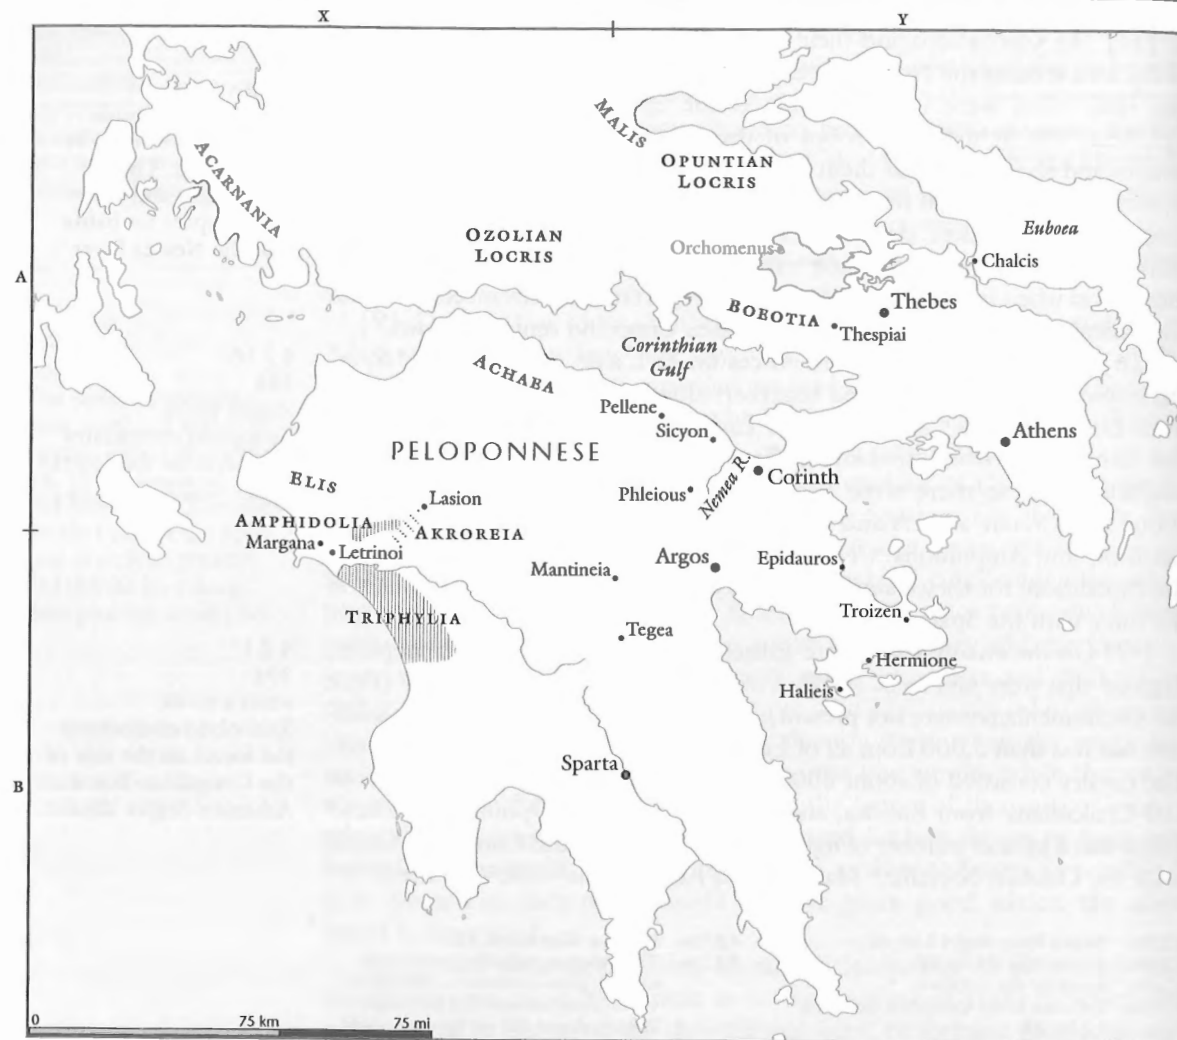 X
Y
MALIS
OPUNTIAN
LOCRIS
ACARNANIA
Euboea
OZOLIAN
LOCRIS
Orchomenus
Chalcis
A
Thebes
BOBOTIA
Thespiai
Corinthian
Gulf
ACHABA
Pellene
Sicyon
Athens
PELOPONNESE
Nemea R.
Corinth
ELIS
Lasion
Phleious
AMPHIDOLIA
AKROREIA
Margana
Letrinoi
Mantineia
Argos
Epidauros
TRIPHYLIA
Troizen
Tegea
Hermione
Halieis
Sparta
B
0
75 km
75 mi